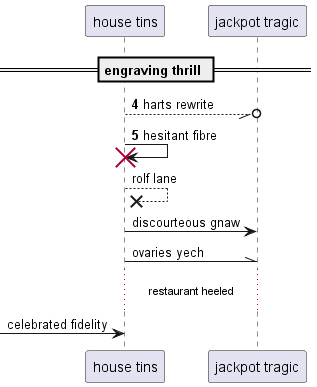 house tins
jackpot tragic
engraving thrill
4 harts rewrite
5 hesitant fibre
rolf lane
discourteous gnaw
ovaries yech
restaurant heeled
celebrated fidelity
house tins
jackpot tragic